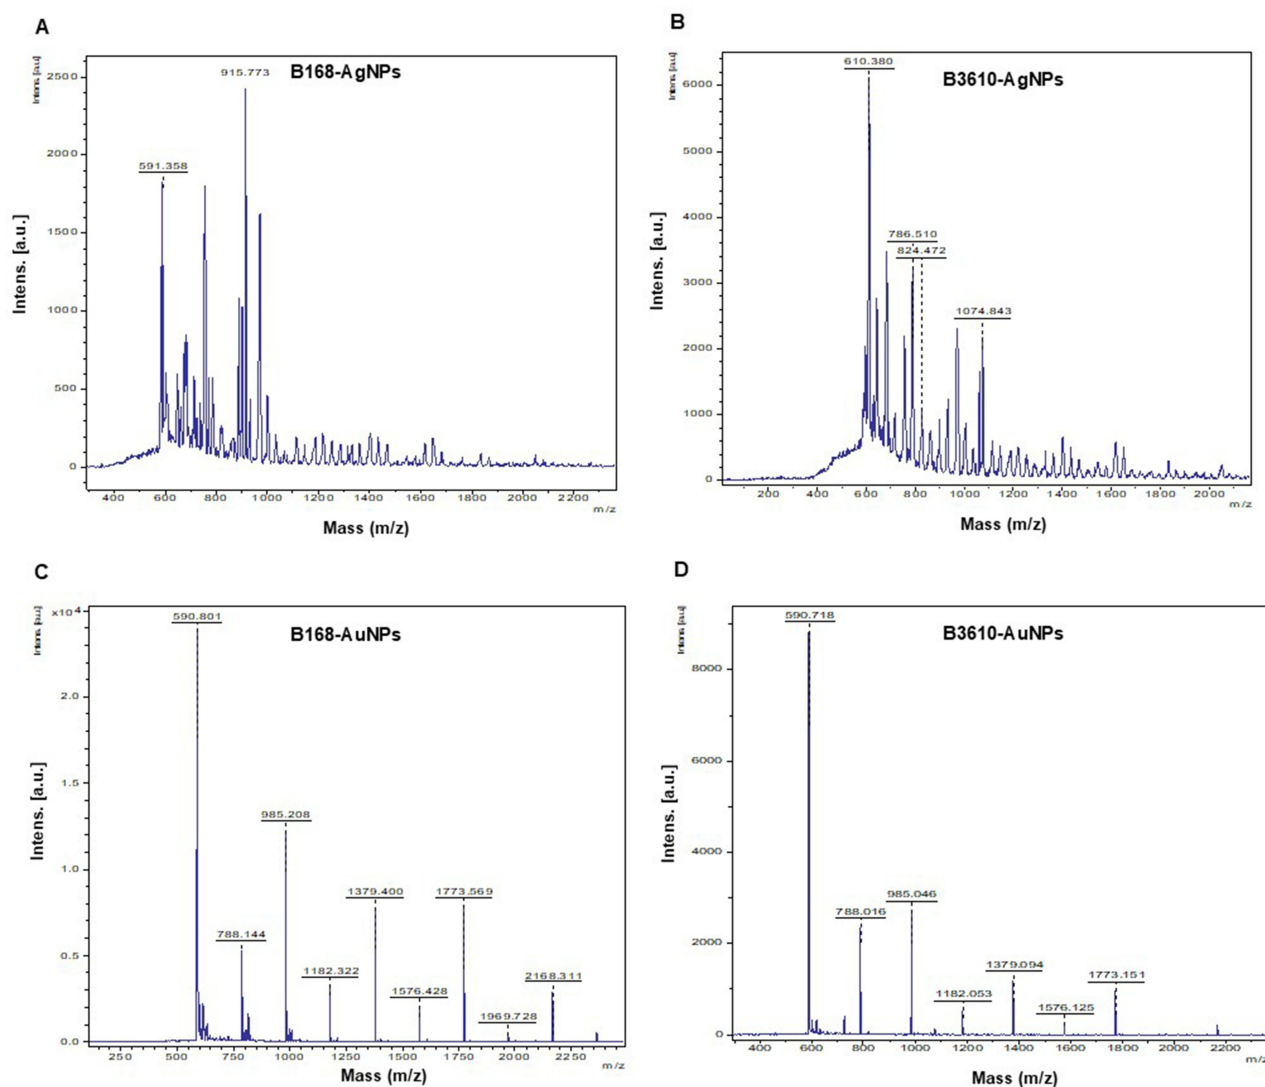 A
B168-AgNPs
Intens. [a.u.]
Intens. [a.u]
2500
2000
1500
1000
500
0
915.773
591.358
400 600 800 1000 1200 1400 1600 1800 2000 2200
m/z
Mass (m/z)
B
B3610-AgNPs
Intens. [a.u.]
Intens. [a.u]
6000
5000
4000
3000
2000
1000
0
610.380
786.510
824.472
1074.843
200 400 600 800 1000 1200 1400 1600 1800 2000
m/z
Mass (m/z)
C
B168-AuNPs
Intens. [a.u.]
Intens. [a.u]
x10 4
2.0
1.5
1.0
0.5
0.0
590.801
985.208
1379.400
1773.569
788.144
1182.322
2168.311
1576.428
1969.728
250 500 750 1000 1250 1500 1750 2000 2250
m/z
Mass (m/z)
D
B3610-AuNPs
Intens. [a.u.]
Intens. [a.u]
8000
6000
4000
2000
0
590.718
985.046
788.016
1379.094
1773.151
1182.053
1576.125
400 600 800 1000 1200 1400 1600 1800 2000 2200
m/z
Mass (m/z)